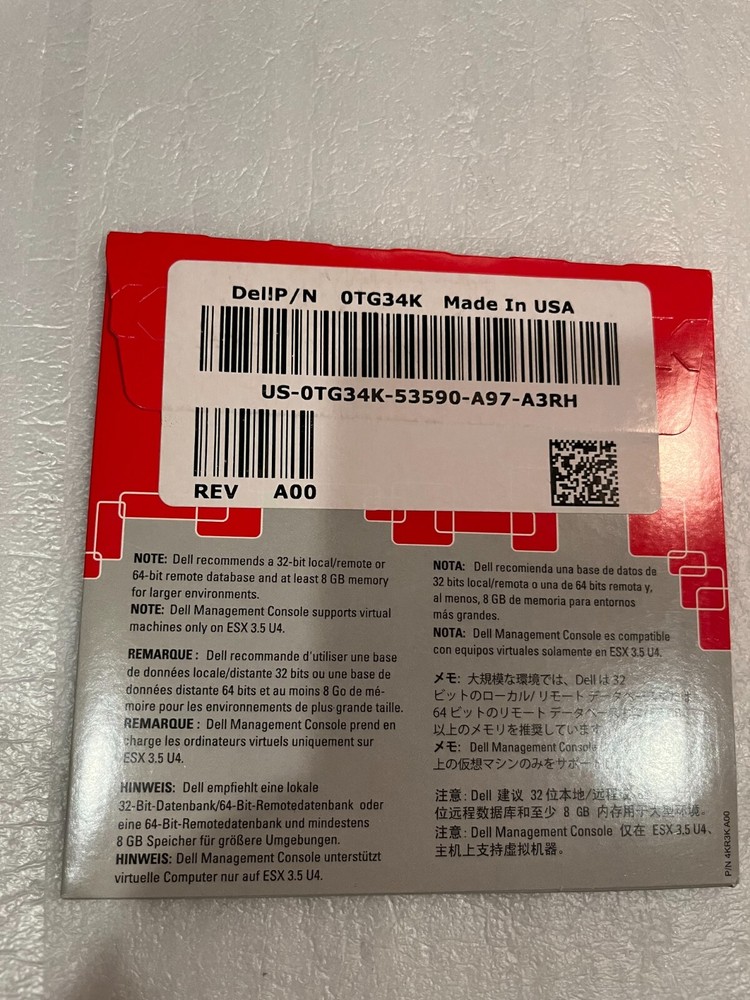 Dell P/N 0TG34K Made In USA
US-0TG34K-53590-A97-A3RH
REV A00
NOTE: Dell recommends a 32-bit local/remote or
64-bit remote database and at least 8 GB memory
for larger environments.
NOTE: Dell Management Console supports virtual
machines only on ESX 3.5 U4.
REMARQUE : Dell recommande d'utiliser une base
de données locale/distante 32 bits ou une base de
données distante 64 bits et au moins 8 Go de mé-
moire pour les environnements de plus grande taille.
REMARQUE : Dell Management Console prend en
charge les ordinateurs virtuels uniquement sur
ESX 3.5 U4.
HINWEIS: Dell empfiehlt eine lokale
32-Bit-Datenbank/64-Bit-Remotedatenbank oder
eine 64-Bit-Remotedatenbank und mindestens
8 GB Speicher für größere Umgebungen.
HINWEIS: Dell Management Console unterstützt
virtuelle Computer nur auf ESX 3.5 U4.
NOTA: Dell recomienda una base de datos de
32 bits local/remota o una de 64 bits remota y,
al menos, 8 GB de memoria para entornos
más grandes.
NOTA: Dell Management Console es compatible
con equipos virtuales solamente en ESX 3.5 U4.
メモ: 大規模な環境では、Dell は 32
ビットのローカル/ リモート データベース
64 ビットのリモート データベース
以上のメモリを推奨しています
メモ: Dell Management Console
上の仮想マシンのみをサポート
注意: Dell 建议 32 位本地/远程
位远程数据库和至少 8 GB 内存用于大型环境。
注意: Dell Management Console 仅在 ESX 3.5 U4、
主机上支持虚拟机器。
P/N 4KR3K A00